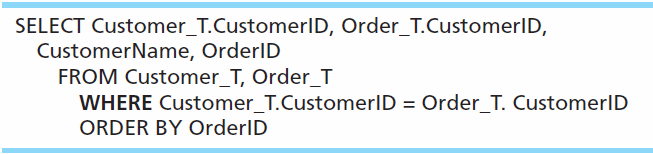 SELECT Customer_T.CustomerID, Order_T.CustomerID,
CustomerName, OrderID
FROM Customer_T, Order_T
WHERE Customer_T.CustomerID = Order_T. CustomerID
ORDER BY OrderID